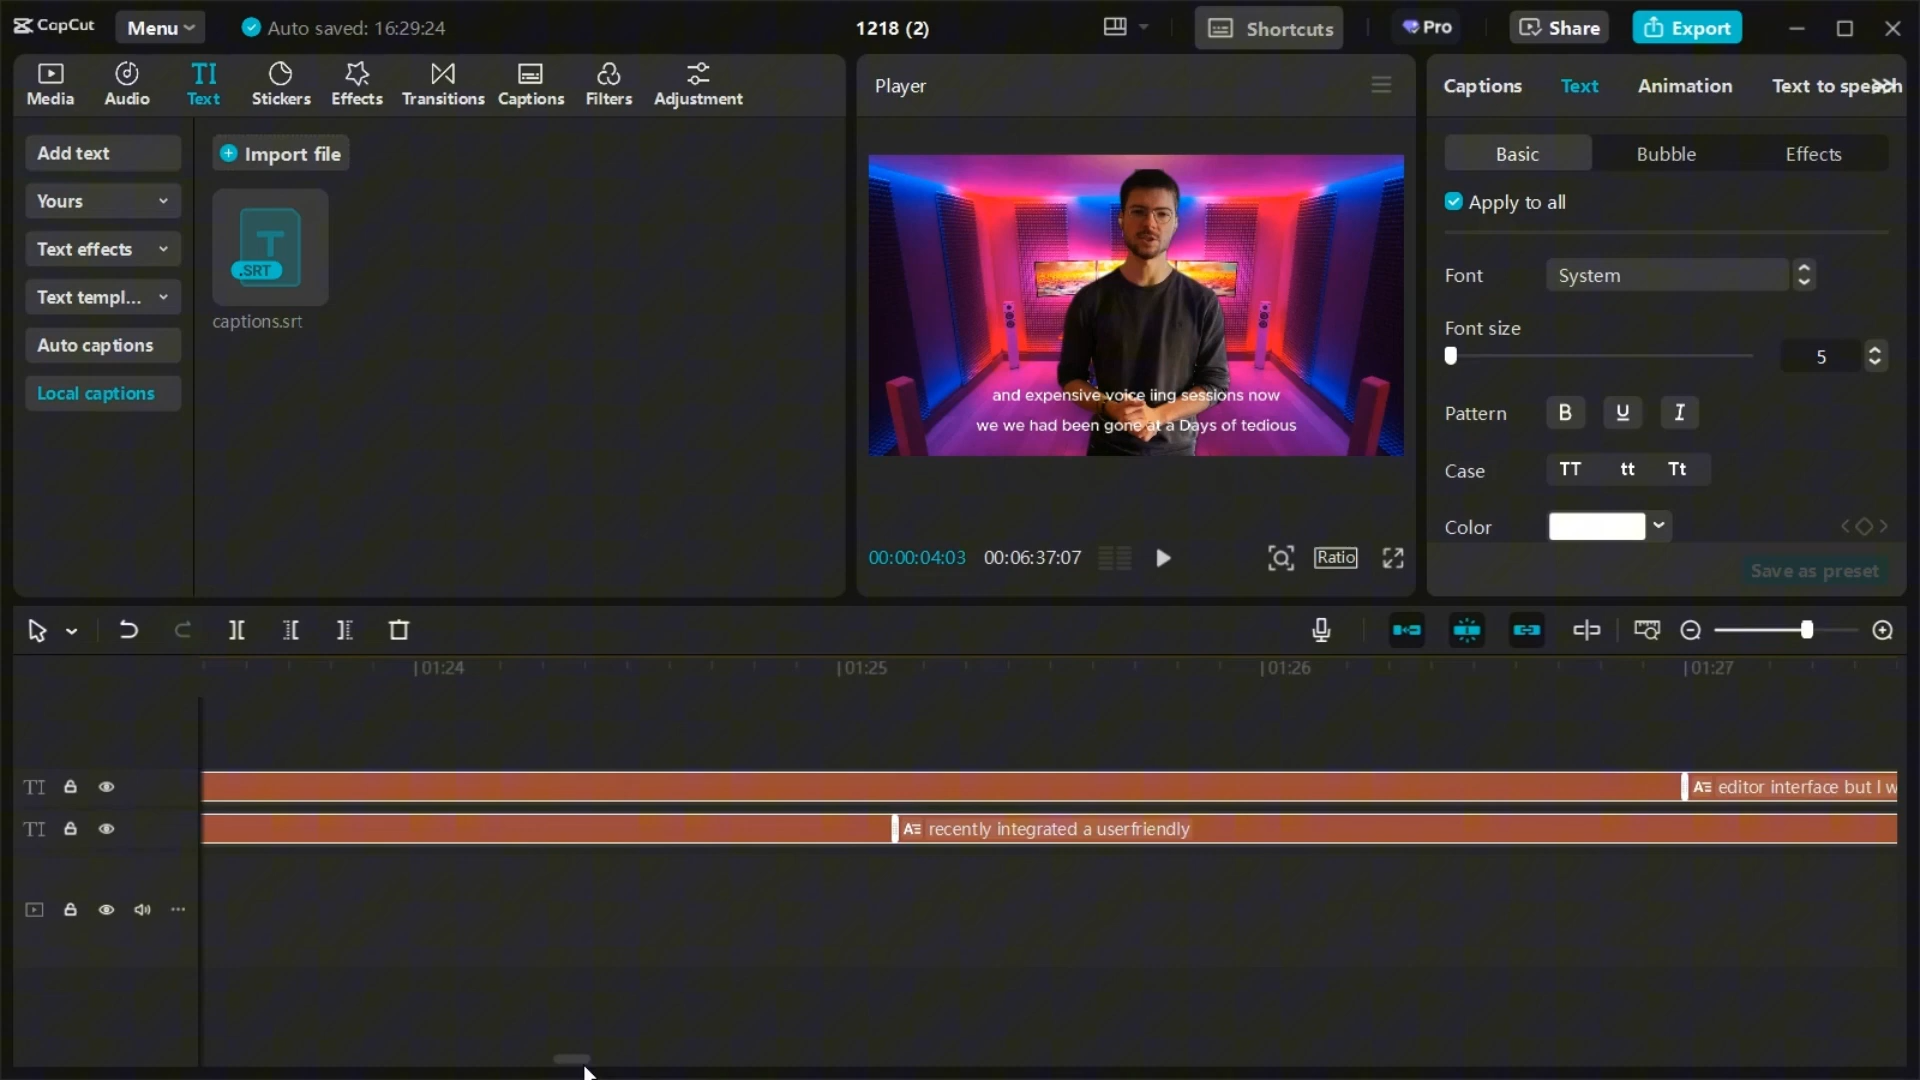 CapCut
Menu
Auto saved: 16:29:24
1218 (2)
Shortcuts
Pro
Share
Export
Media
Audio
TI
Text
Stickers
Effects
Transitions
Captions
Filters
Adjustment
Add text
Yours
Text effects
Text templ...
Auto captions
Local captions
Import file
T
.SRT
captions.srt
Player
and expensive voice iing sessions now
we we had been gone at a Days of tedious
00:00:04:03
00:06:37:07
Ratio
Captions
Text
Animation
Text to speech
Basic
Bubble
Effects
Apply to all
Font
System
Font size
5
Pattern
B
U
I
Case
TT
tt
Tt
Color
Save as preset
01:24
01:25
01:26
01:27
TI
A editor interface but I w
TI
A recently integrated a userfriendly